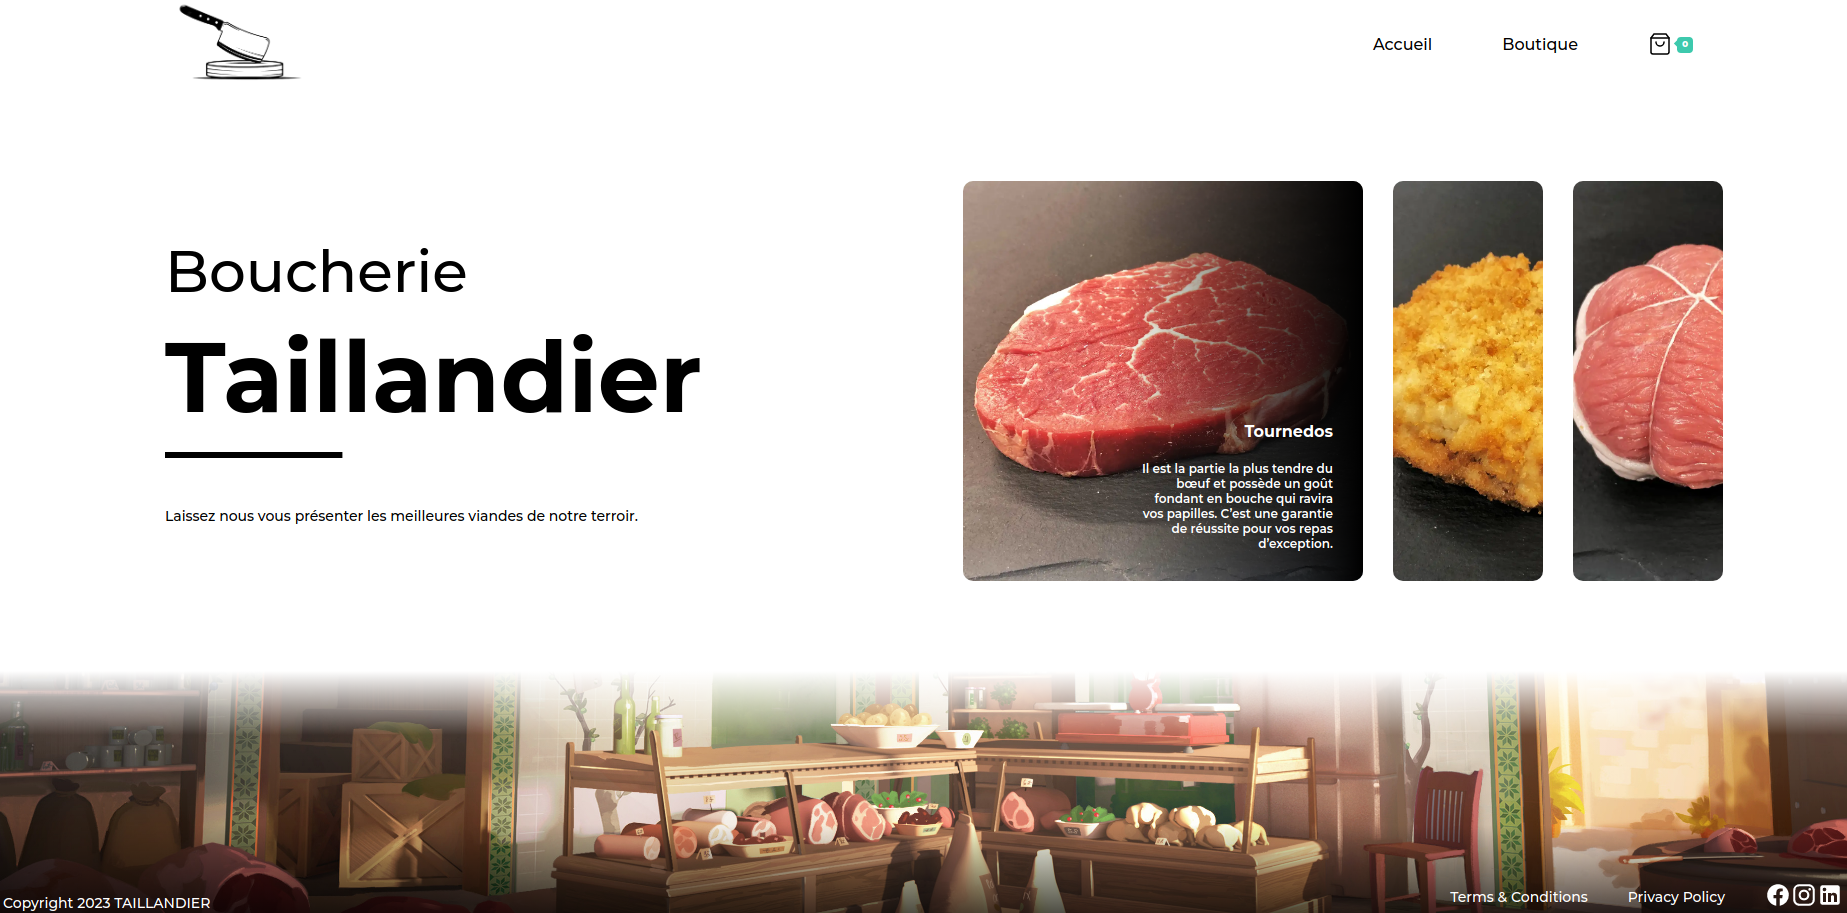 Accueil
Boutique
0
Boucherie
Taillandier
Laissez nous vous présenter les meilleures viandes de notre terroir.
Tournedos
Il est la partie la plus tendre du
bœuf et possède un goût
fondant en bouche qui ravira
vos papilles. C'est une garantie
de réussite pour vos repas
d'exception.
Copyright 2023 TAILLANDIER
Terms & Conditions
Privacy Policy